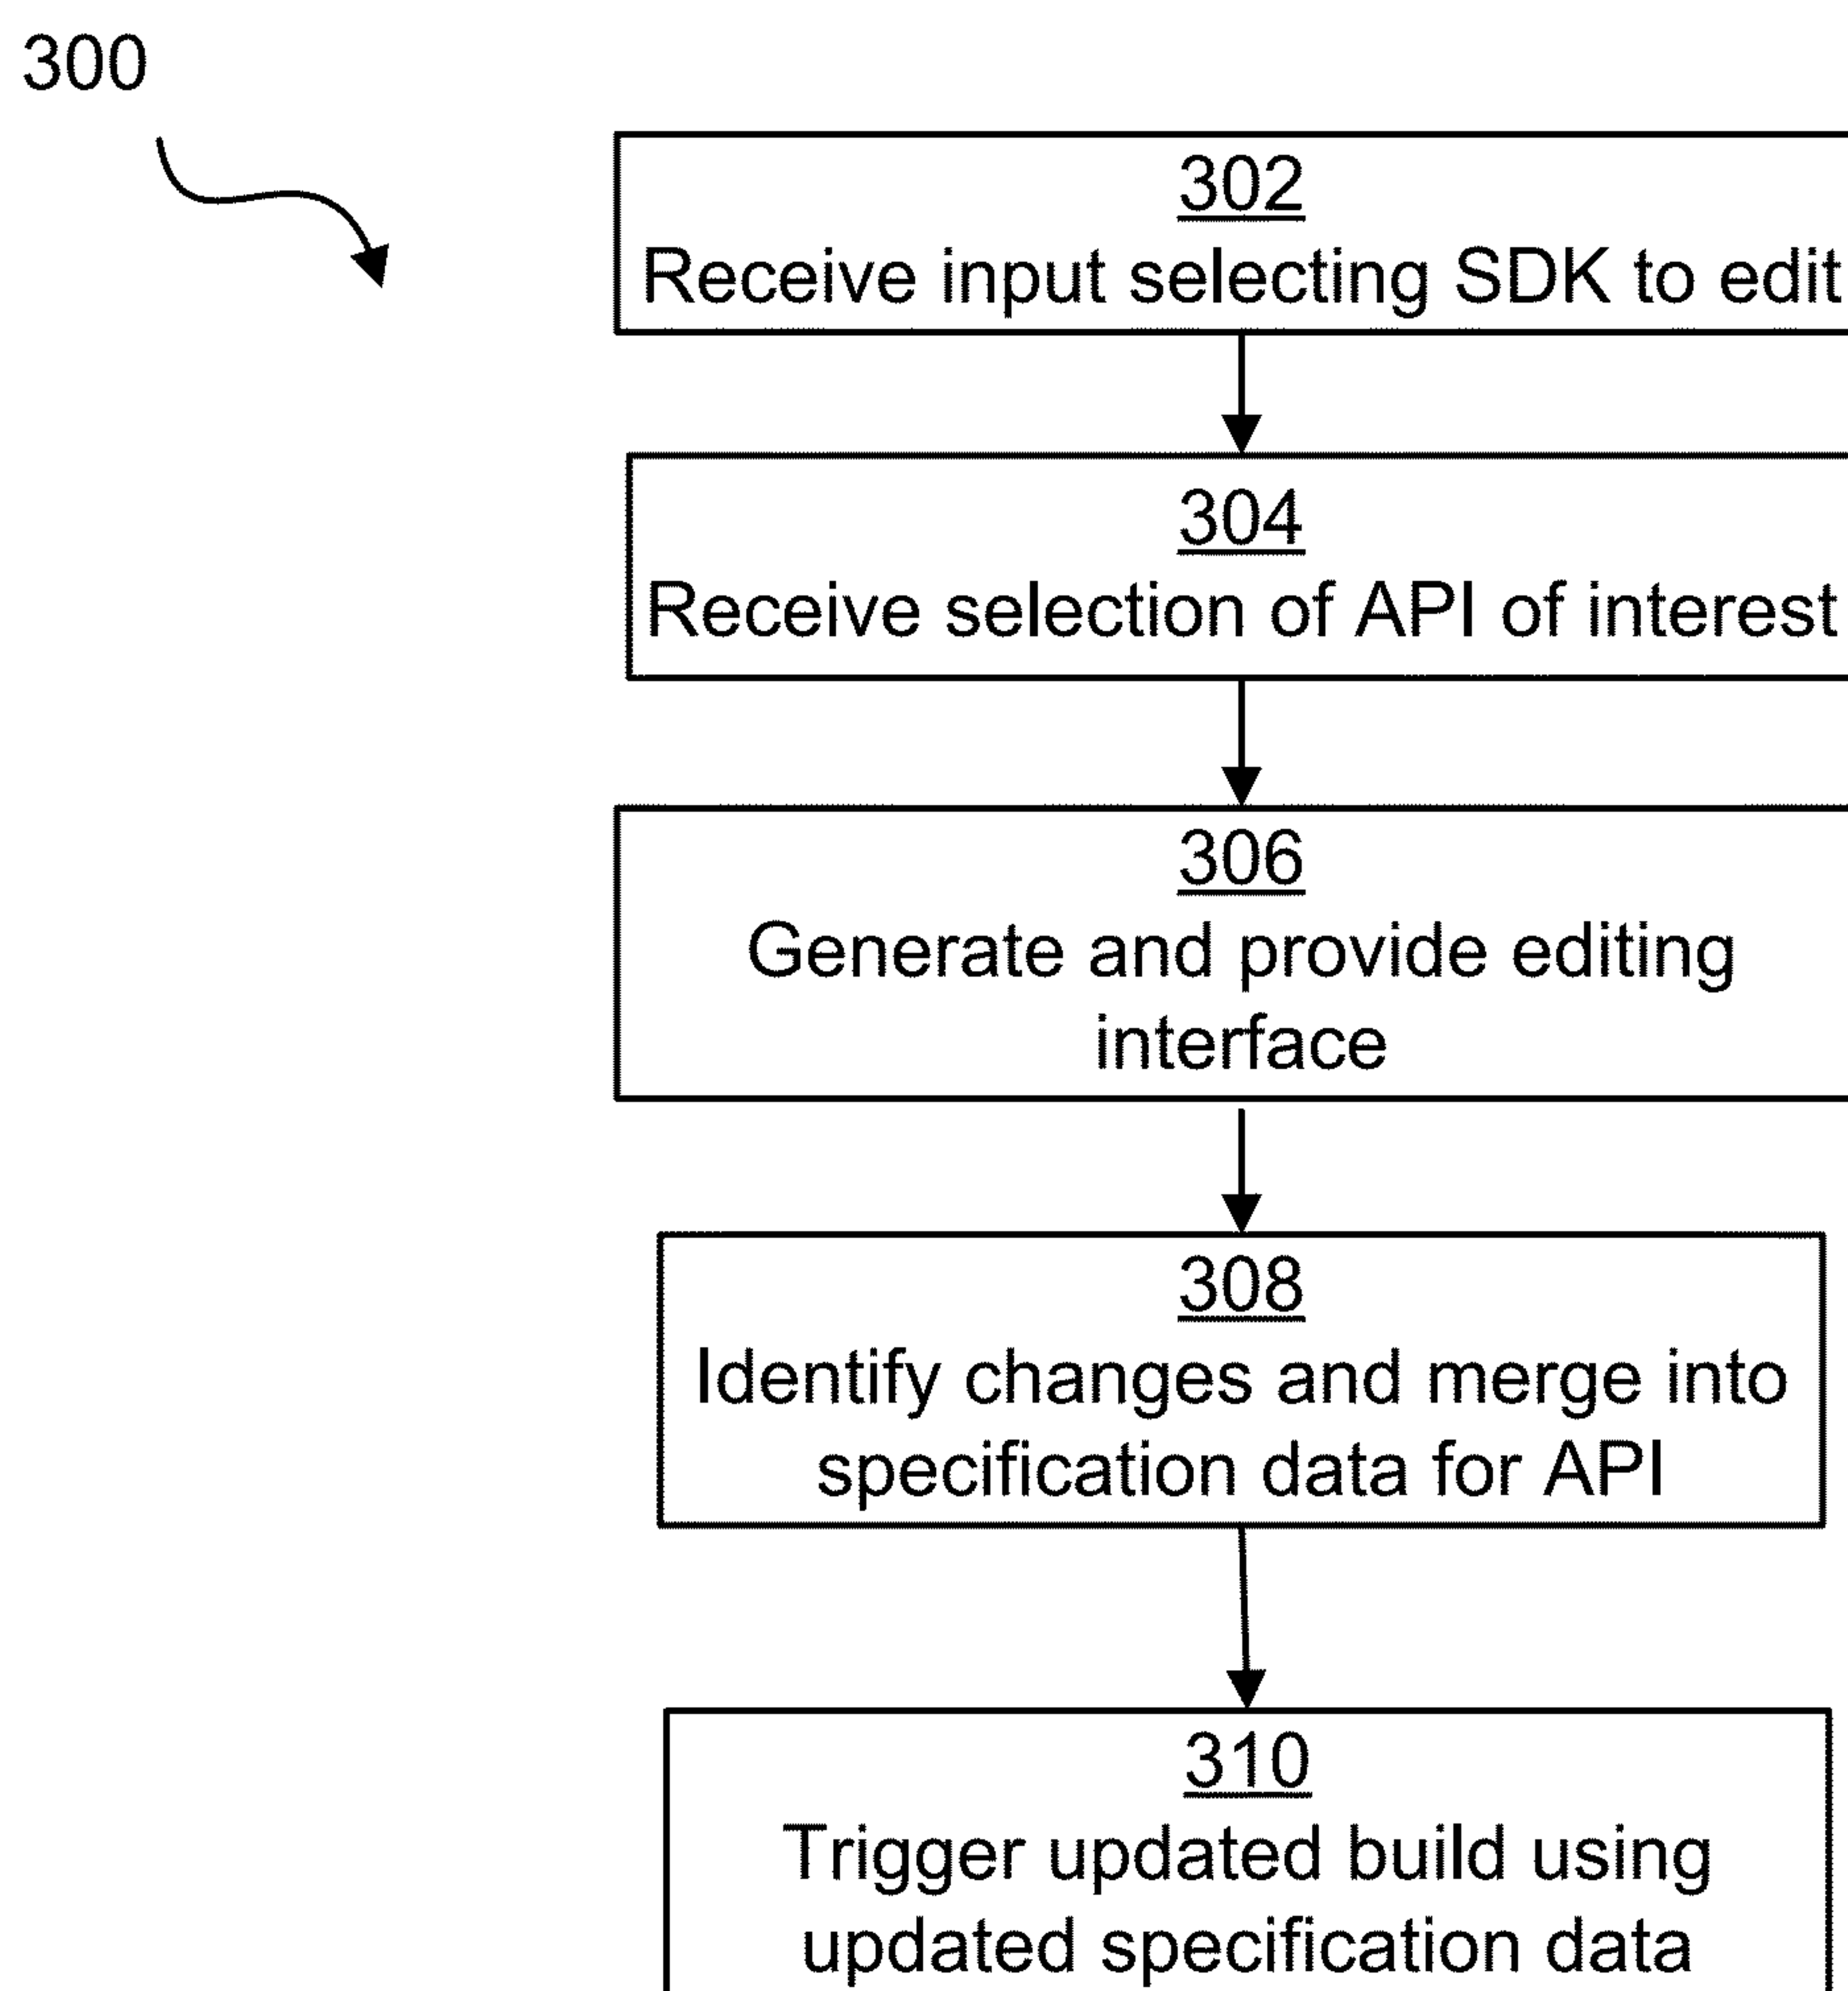 300
302
Receive input selecting SDK to edit
304
Receive selection of API of interest
306
Generate and provide editing
interface
308
Identify changes and merge into
specification data for API
310
Trigger updated build using
updated specification data